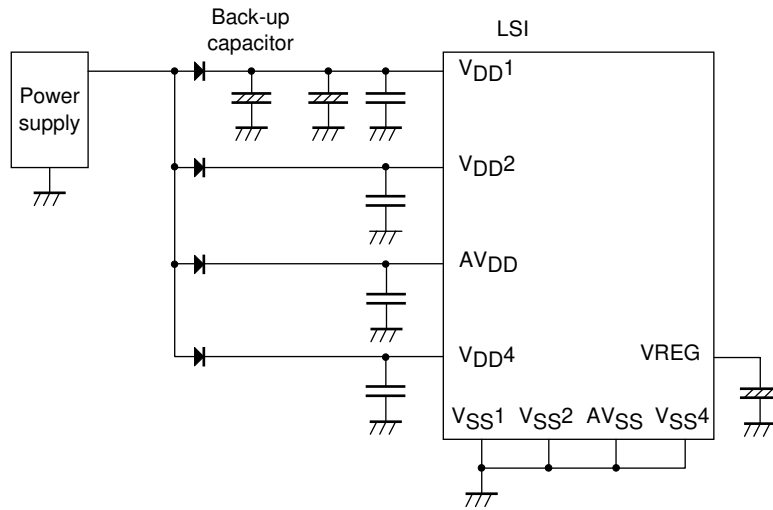 Back-up
capacitor
LSI
Power
supply
VDD1
VDD2
AVDD
VDD4
VREG
VSS1 VSS2 AVSS VSS4